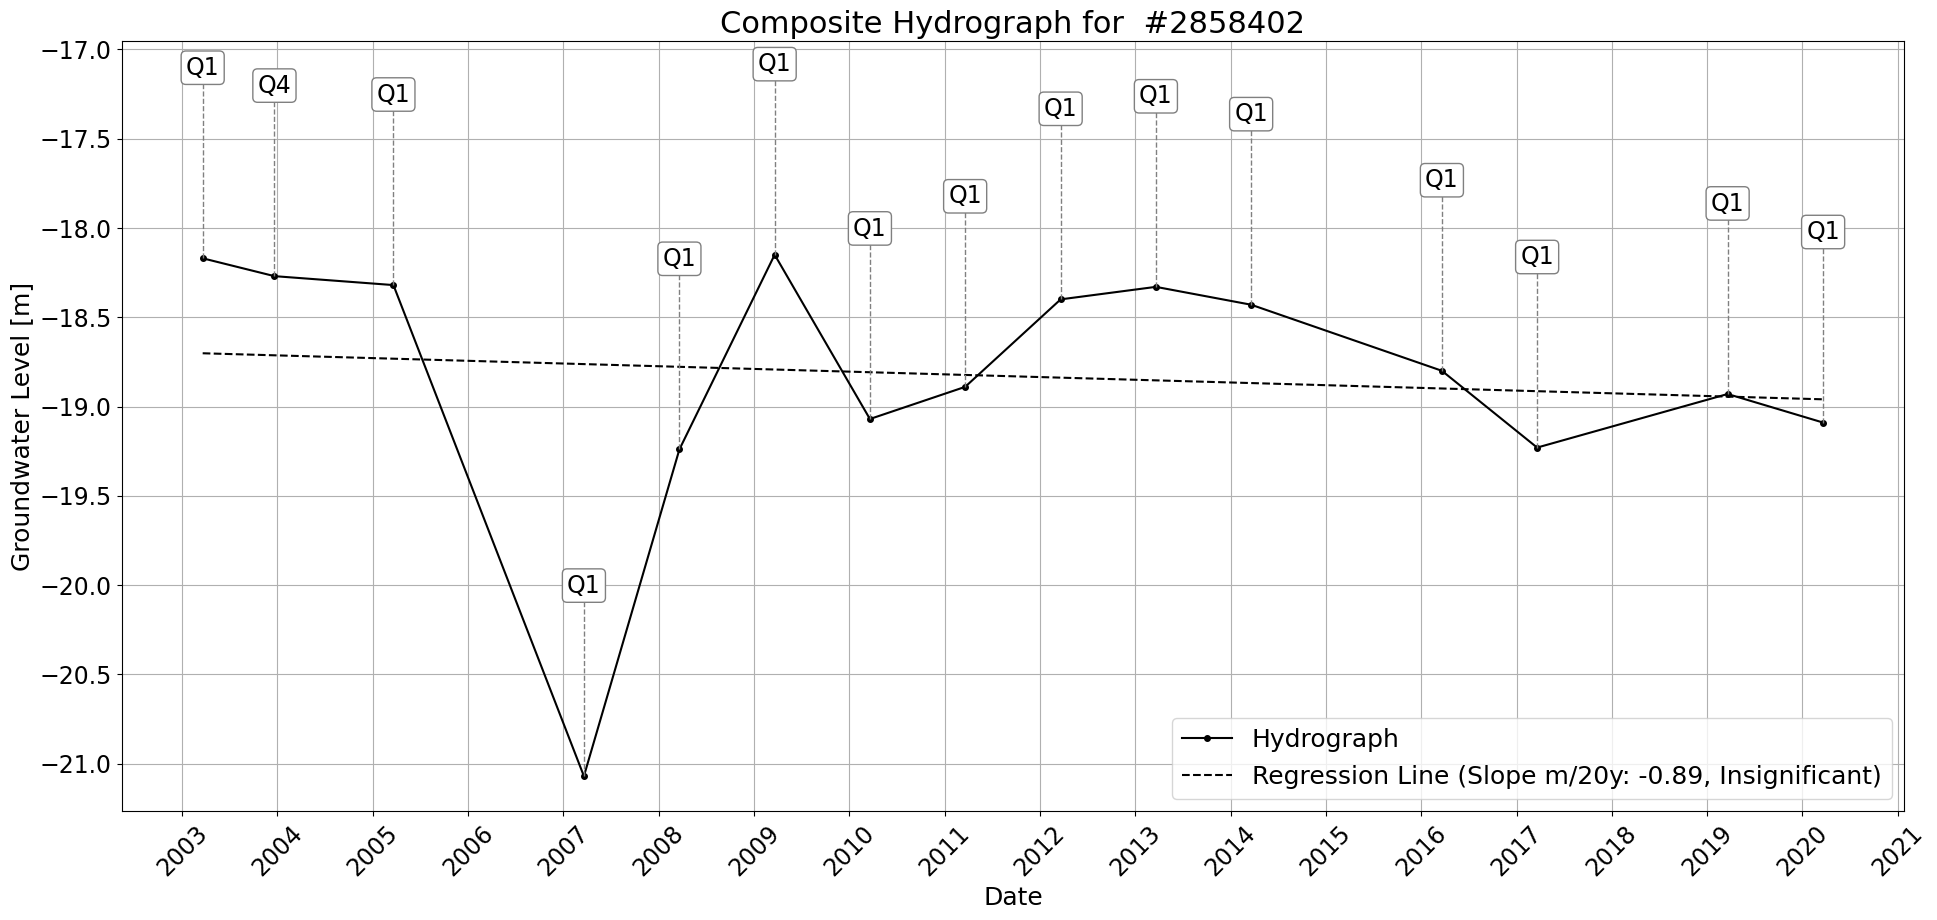 Composite Hydrograph for  #2858402
Groundwater Level [m]
−17.0
−17.5
−18.0
−18.5
−19.0
−19.5
−20.0
−20.5
−21.0
Q1
Q4
Q1
Q1
Q1
Q1
Q1
Q1
Q1
Q1
Q1
Q1
Q1
Q1
Q1
Hydrograph
Regression Line (Slope m/20y: -0.89, Insignificant)
2003
2004
2005
2006
2007
2008
2009
2010
2011
2012
2013
2014
2015
2016
2017
2018
2019
2020
2021
Date